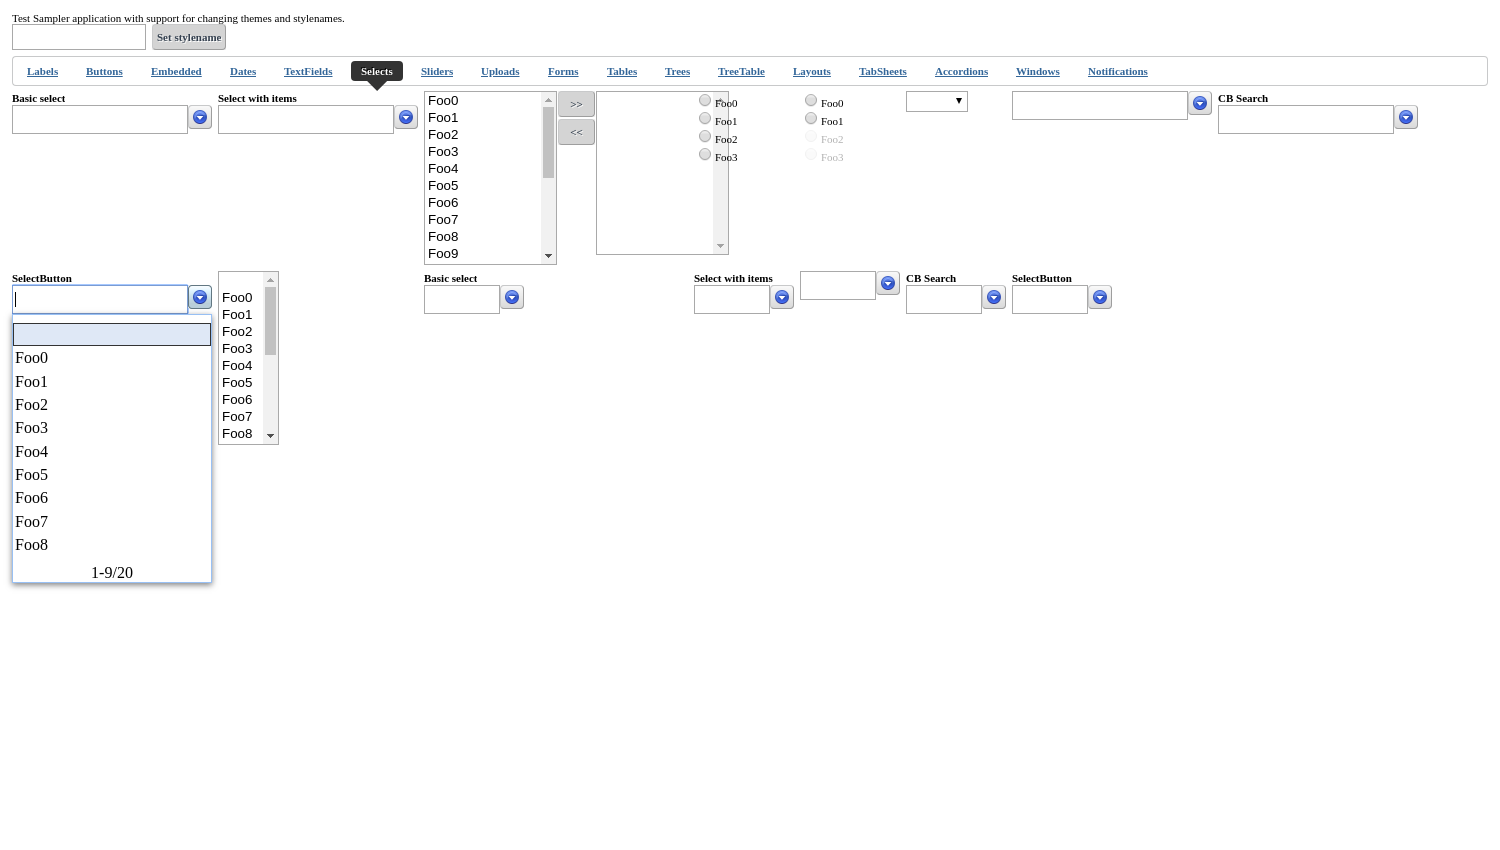 Test Sampler application with support for changing themes and stylenames.
Set stylename
Labels Buttons Embedded Dates TextFields Selects Sliders Uploads Forms Tables Trees TreeTable Layouts TabSheets Accordions Windows Notifications
Basic select
Select with items
Foo0
Foo1
Foo2
Foo3
Foo4
Foo5
Foo6
Foo7
Foo8
Foo9
>>
<<
Foo0
Foo1
Foo2
Foo3
Foo0
Foo1
Foo2
Foo3
CB Search
SelectButton
Foo0
Foo1
Foo2
Foo3
Foo4
Foo5
Foo6
Foo7
Foo8
1-9/20
Foo0
Foo1
Foo2
Foo3
Foo4
Foo5
Foo6
Foo7
Foo8
Basic select
Select with items
CB Search
SelectButton